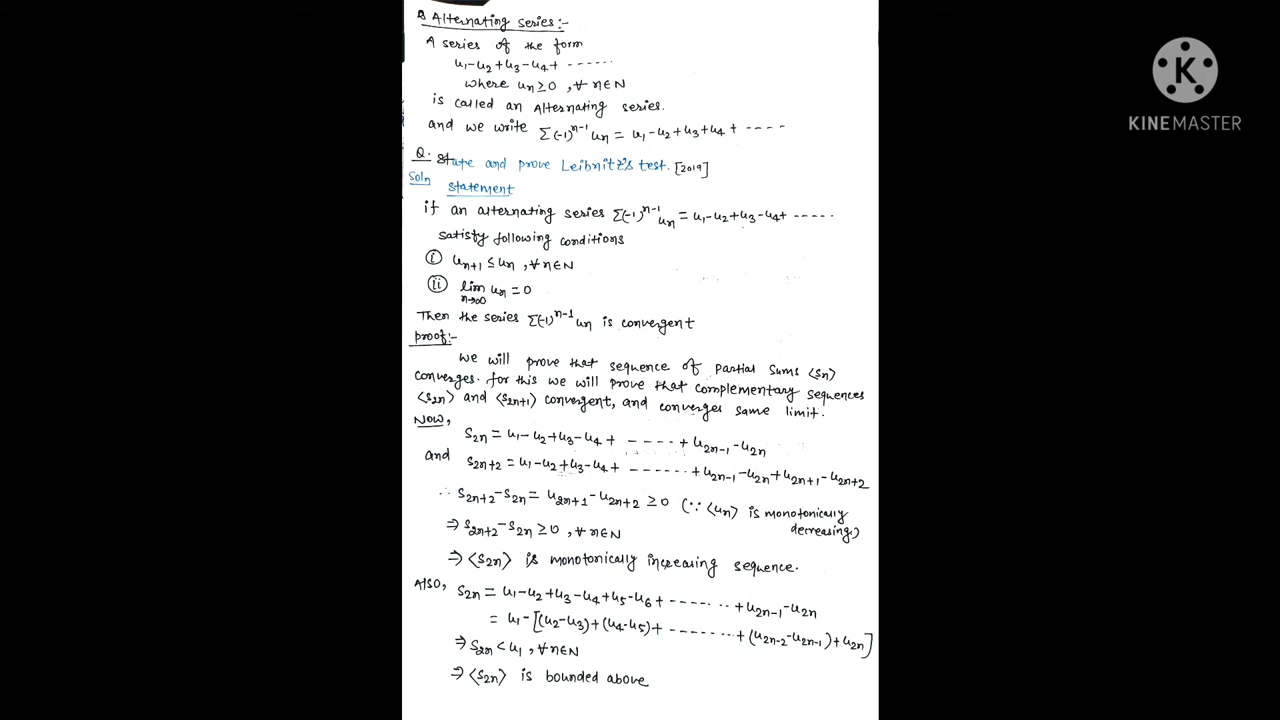 Alternating series:-
A series of the form
u₁-u₂+u₃-u₄+ ------
where uₙ≥0, ∀ n∈N
is called an Alternating series.
and we write Σ(-1)ⁿ⁻¹uₙ = u₁-u₂+u₃+u₄+ ----
Q. State and prove Leibnitz's test. [2019]
Soln statement
if an alternating series Σ(-1)ⁿ⁻¹uₙ = u₁-u₂+u₃-u₄+ -----
satisfy following conditions
(i) uₙ₊₁ ≤ uₙ, ∀ n∈N
(ii) lim uₙ = 0
n→∞
Then the series Σ(-1)ⁿ⁻¹uₙ is convergent
proof:-
We will prove that sequence of partial sums <Sn>
converges. for this we will prove that complementary sequences
<S₂ₙ> and <S₂ₙ₊₁> convergent, and converges same limit.
Now,
S₂ₙ = u₁-u₂+u₃-u₄+ ----- + u₂ₙ₋₁-u₂ₙ
and S₂ₙ₊₂ = u₁-u₂+u₃-u₄+ ------ + u₂ₙ₋₁-u₂ₙ+u₂ₙ₊₁-u₂ₙ₊₂
∴ S₂ₙ₊₂-S₂ₙ = u₂ₙ₊₁-u₂ₙ₊₂ ≥0 (∵ <uₙ> is monotonically
decreasing)
⇒ S₂ₙ₊₂-S₂ₙ ≥0, ∀ n∈N
⇒ <S₂ₙ> is monotonically increasing sequence.
Also, S₂ₙ = u₁-u₂+u₃-u₄+u₅-u₆+ ------- + u₂ₙ₋₁-u₂ₙ
= u₁-[(u₂-u₃)+(u₄-u₅)+ -------- +(u₂ₙ₋₂-u₂ₙ₋₁)+u₂ₙ]
⇒ S₂ₙ < u₁, ∀ n∈N
⇒ <S₂ₙ> is bounded above
K
KINEMASTER